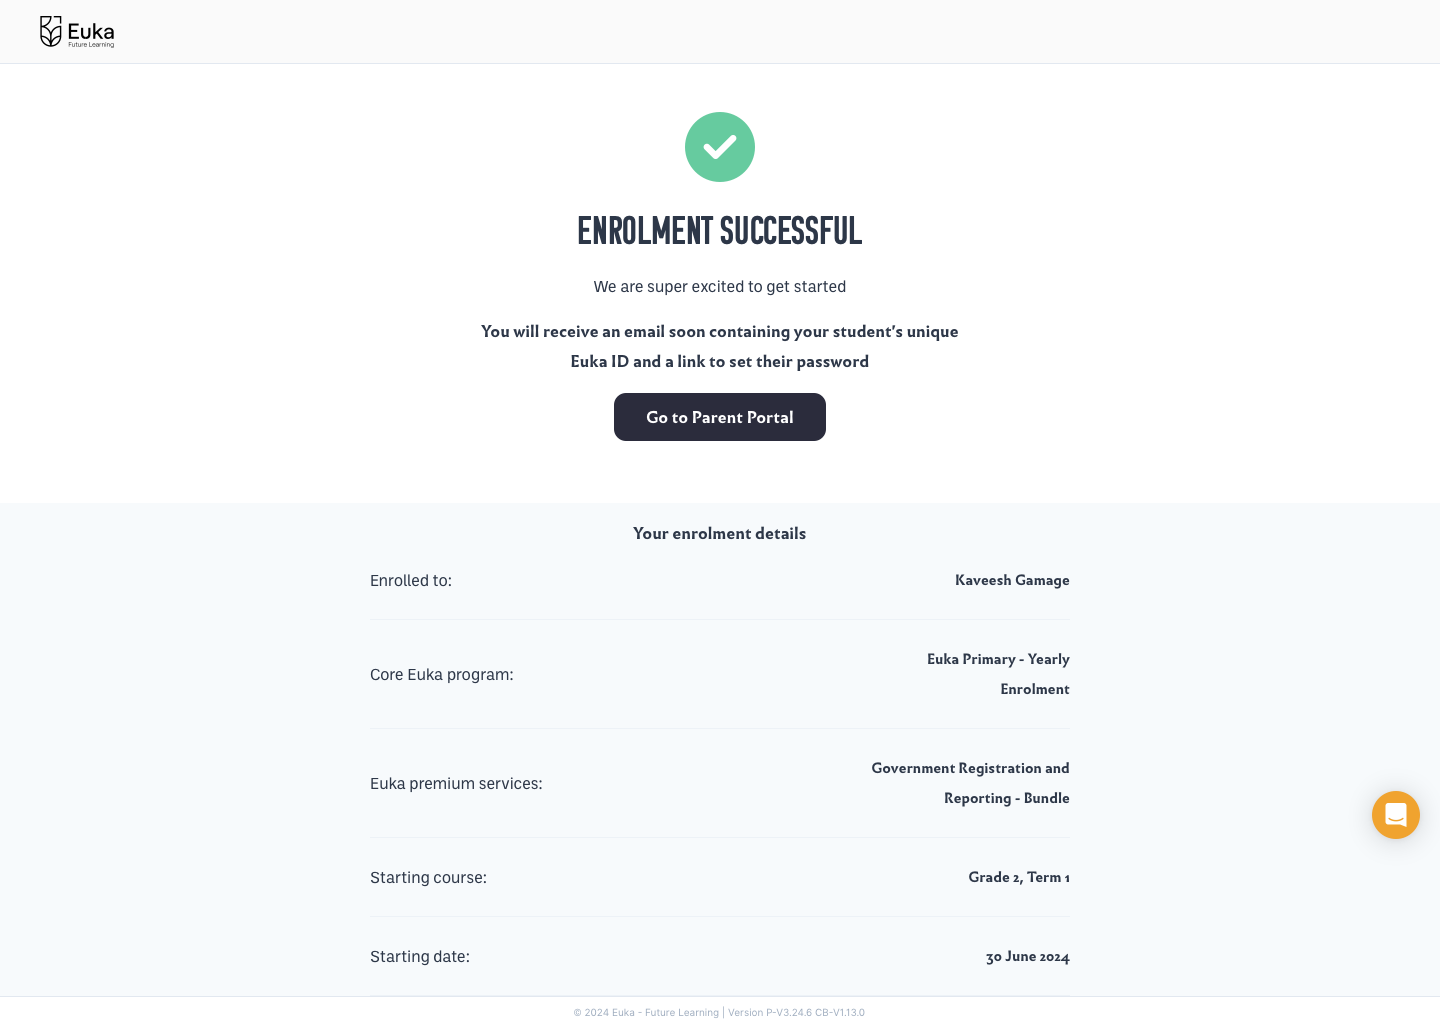 Euka
Future Learning
ENROLMENT SUCCESSFUL
We are super excited to get started
You will receive an email soon containing your student's unique
Euka ID and a link to set their password
Go to Parent Portal
Your enrolment details
Enrolled to:
Kaveesh Gamage
Core Euka program:
Euka Primary - Yearly
Enrolment
Euka premium services:
Government Registration and
Reporting - Bundle
Starting course:
Grade 2, Term 1
Starting date:
30 June 2024
© 2024 Euka - Future Learning | Version P-V3.24.6 CB-V1.13.0